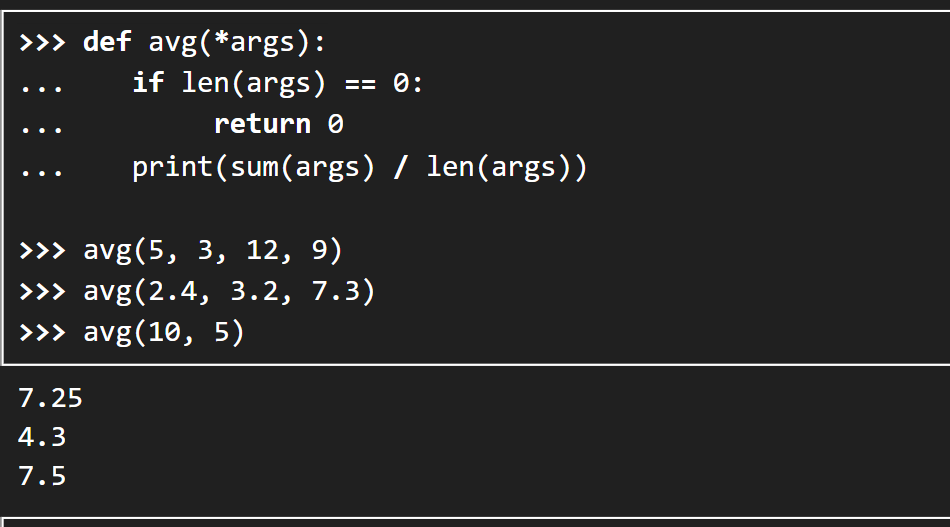 >>> def avg(*args):
...    if len(args) == 0:
...         return 0
...    print(sum(args) / len(args))
>>> avg(5, 3, 12, 9)
>>> avg(2.4, 3.2, 7.3)
>>> avg(10, 5)
7.25
4.3
7.5